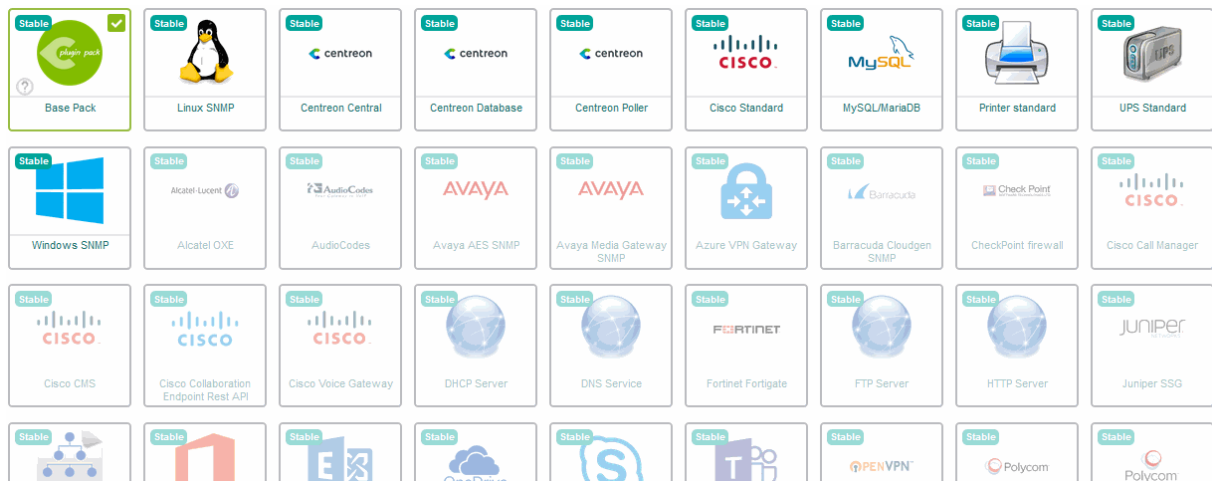 Stable
plugin pack
?
Base Pack
Stable
Linux SNMP
Stable
centreon
Centreon Central
Stable
centreon
Centreon Database
Stable
centreon
Centreon Poller
Stable
CISCO
Cisco Standard
Stable
MySQL
MySQL/MariaDB
Stable
Printer standard
Stable
UPS
UPS Standard
Stable
Windows SNMP
Stable
Alcatel·Lucent
Alcatel OXE
Stable
AudioCodes
AudioCodes
Stable
AVAYA
Avaya AES SNMP
Stable
AVAYA
Avaya Media Gateway
SNMP
Stable
Azure VPN Gateway
Stable
Barracuda
Barracuda Cloudgen
SNMP
Stable
Check Point
CheckPoint firewall
Stable
CISCO
Cisco Call Manager
Stable
CISCO
Cisco CMS
Stable
CISCO
Cisco Collaboration
Endpoint Rest API
Stable
CISCO
Cisco Voice Gateway
Stable
DHCP Server
Stable
DNS Service
Stable
FORTINET
Fortinet Fortigate
Stable
FTP Server
Stable
HTTP Server
Stable
JUNIPER
Juniper SSG
Stable
Stable
Stable
E
Stable
OneDrive
Stable
S
Stable
T
Stable
OPENVPN
Stable
Polycom
Stable
Polycom